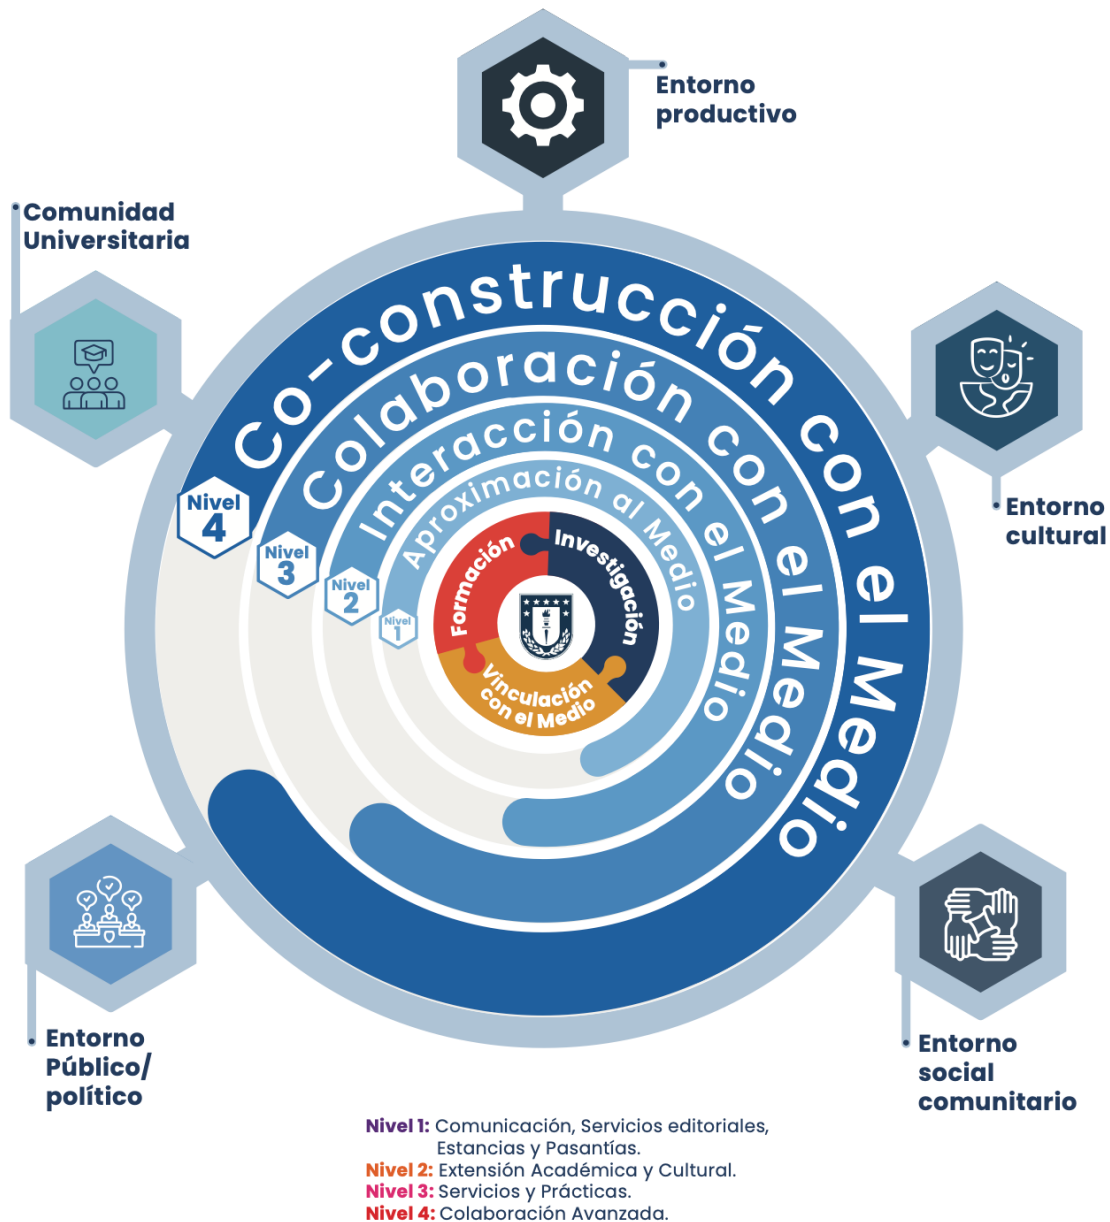 Entorno
productivo
Comunidad
Universitaria
Entorno
cultural
Co-construcción con el Medio
Colaboración con el Medio
Interacción con el Medio
Aproximación al Medio
Nivel
4
Nivel
3
Nivel
2
Nivel
1
Formación
Investigación
Vinculación
con el Medio
Entorno
Público/
político
Entorno
social
comunitario
Nivel 1: Comunicación, Servicios editoriales,
Estancias y Pasantías.
Nivel 2: Extensión Académica y Cultural.
Nivel 3: Servicios y Prácticas.
Nivel 4: Colaboración Avanzada.